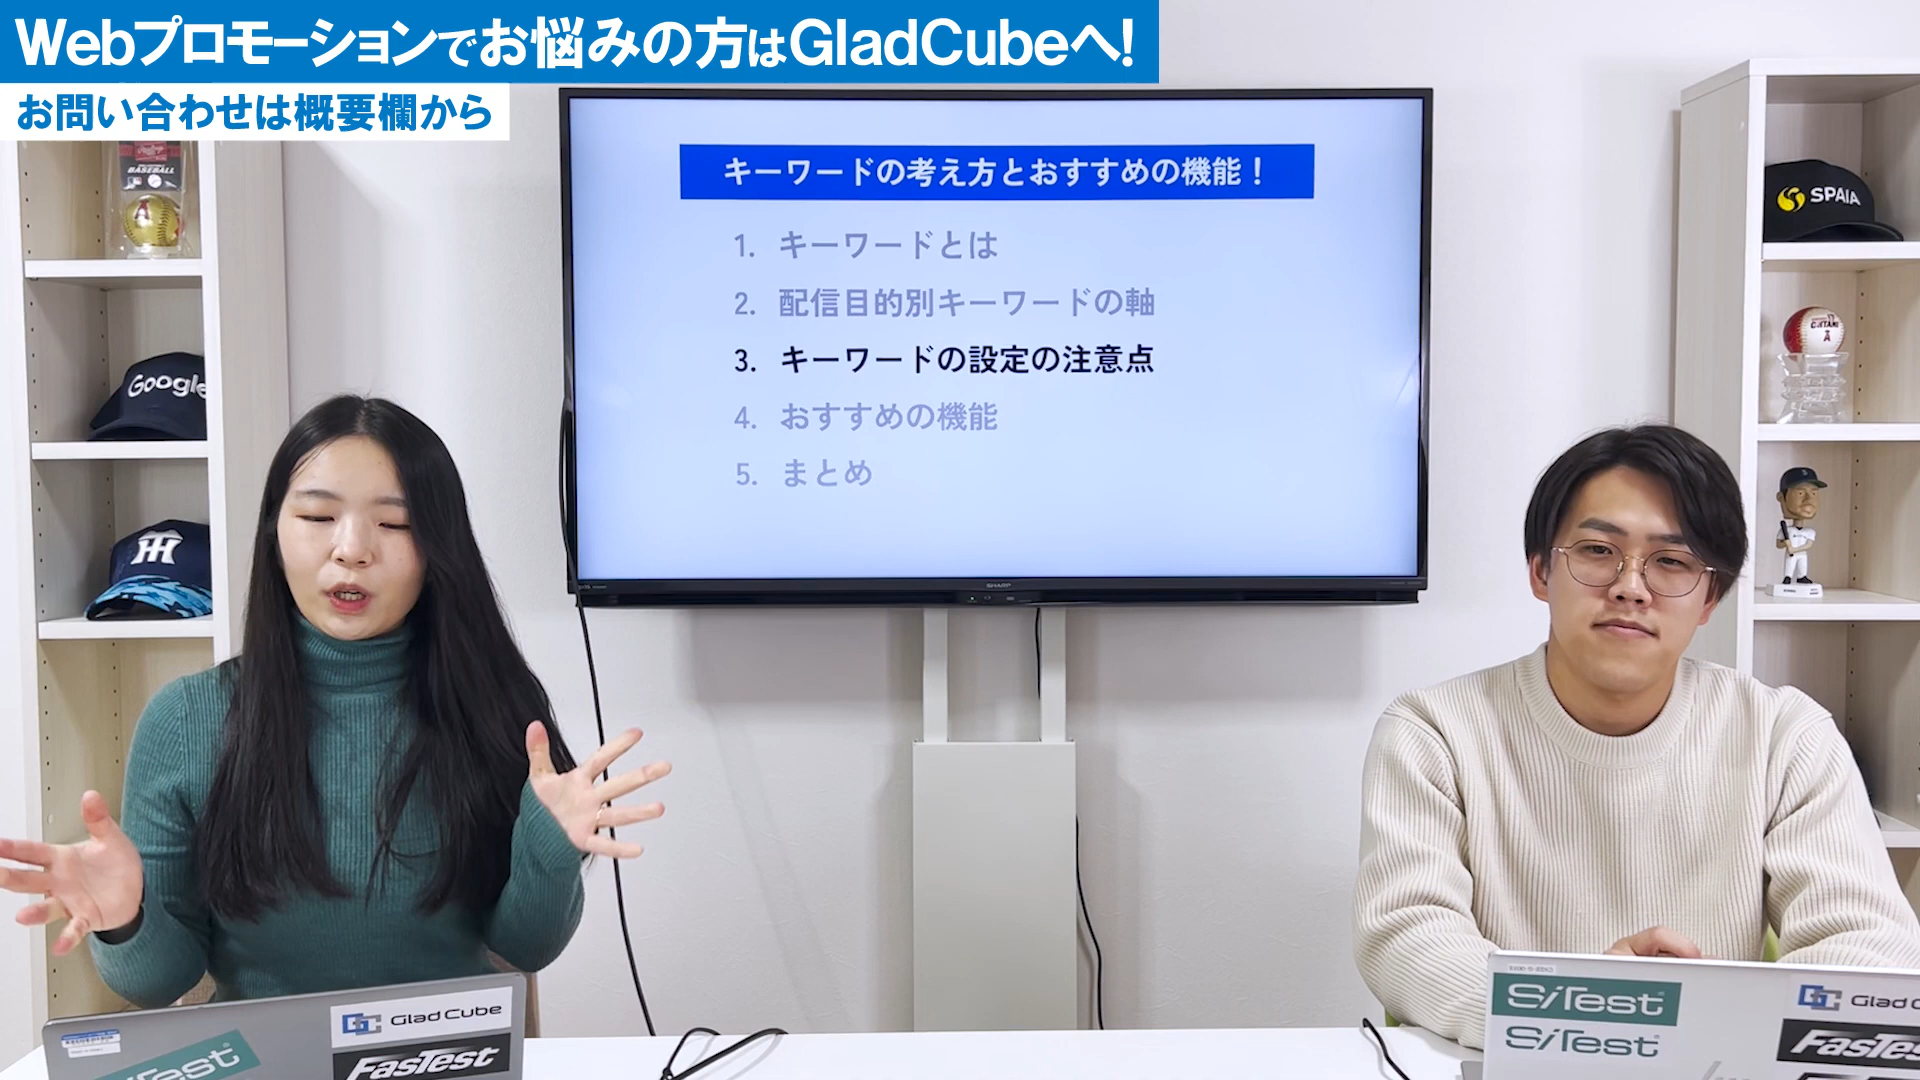 Webプロモーションでお悩みの方はGladCubeへ!
お問い合わせは概要欄から
キーワードの考え方とおすすめの機能！
1. キーワードとは
2. 配信目的別キーワードの軸
3. キーワードの設定の注意点
4. おすすめの機能
5. まとめ
SHARP
BASEBALL
Google
SPAIA
Glad Cube
FasTest
SiTest
SiTest
SiTest